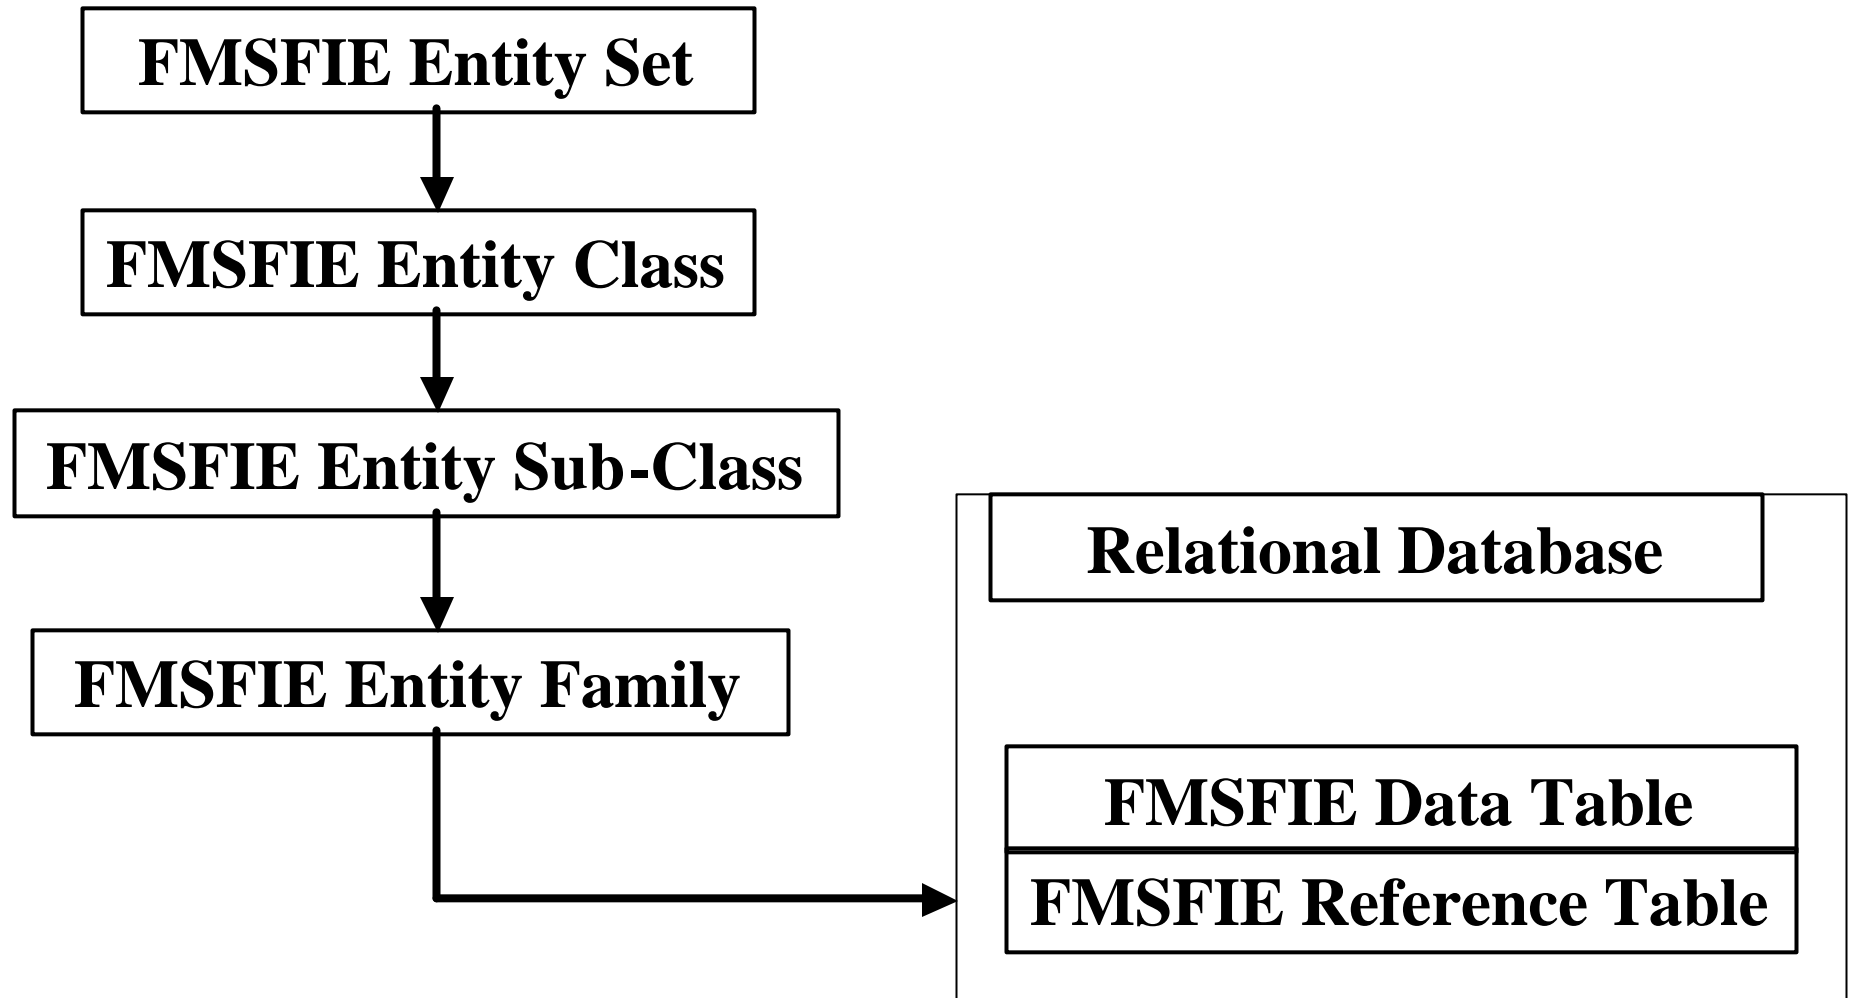 FMSFIE Entity Set
FMSFIE Entity Class
FMSFIE Entity Sub-Class
FMSFIE Entity Family
Relational Database
FMSFIE Data Table
FMSFIE Reference Table